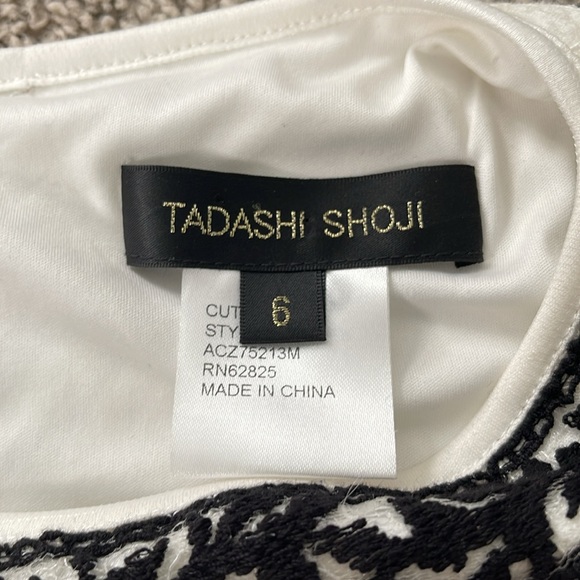 TADASHI SHOJI
6
CUT
STY
ACZ75213M
RN62825
MADE IN CHINA